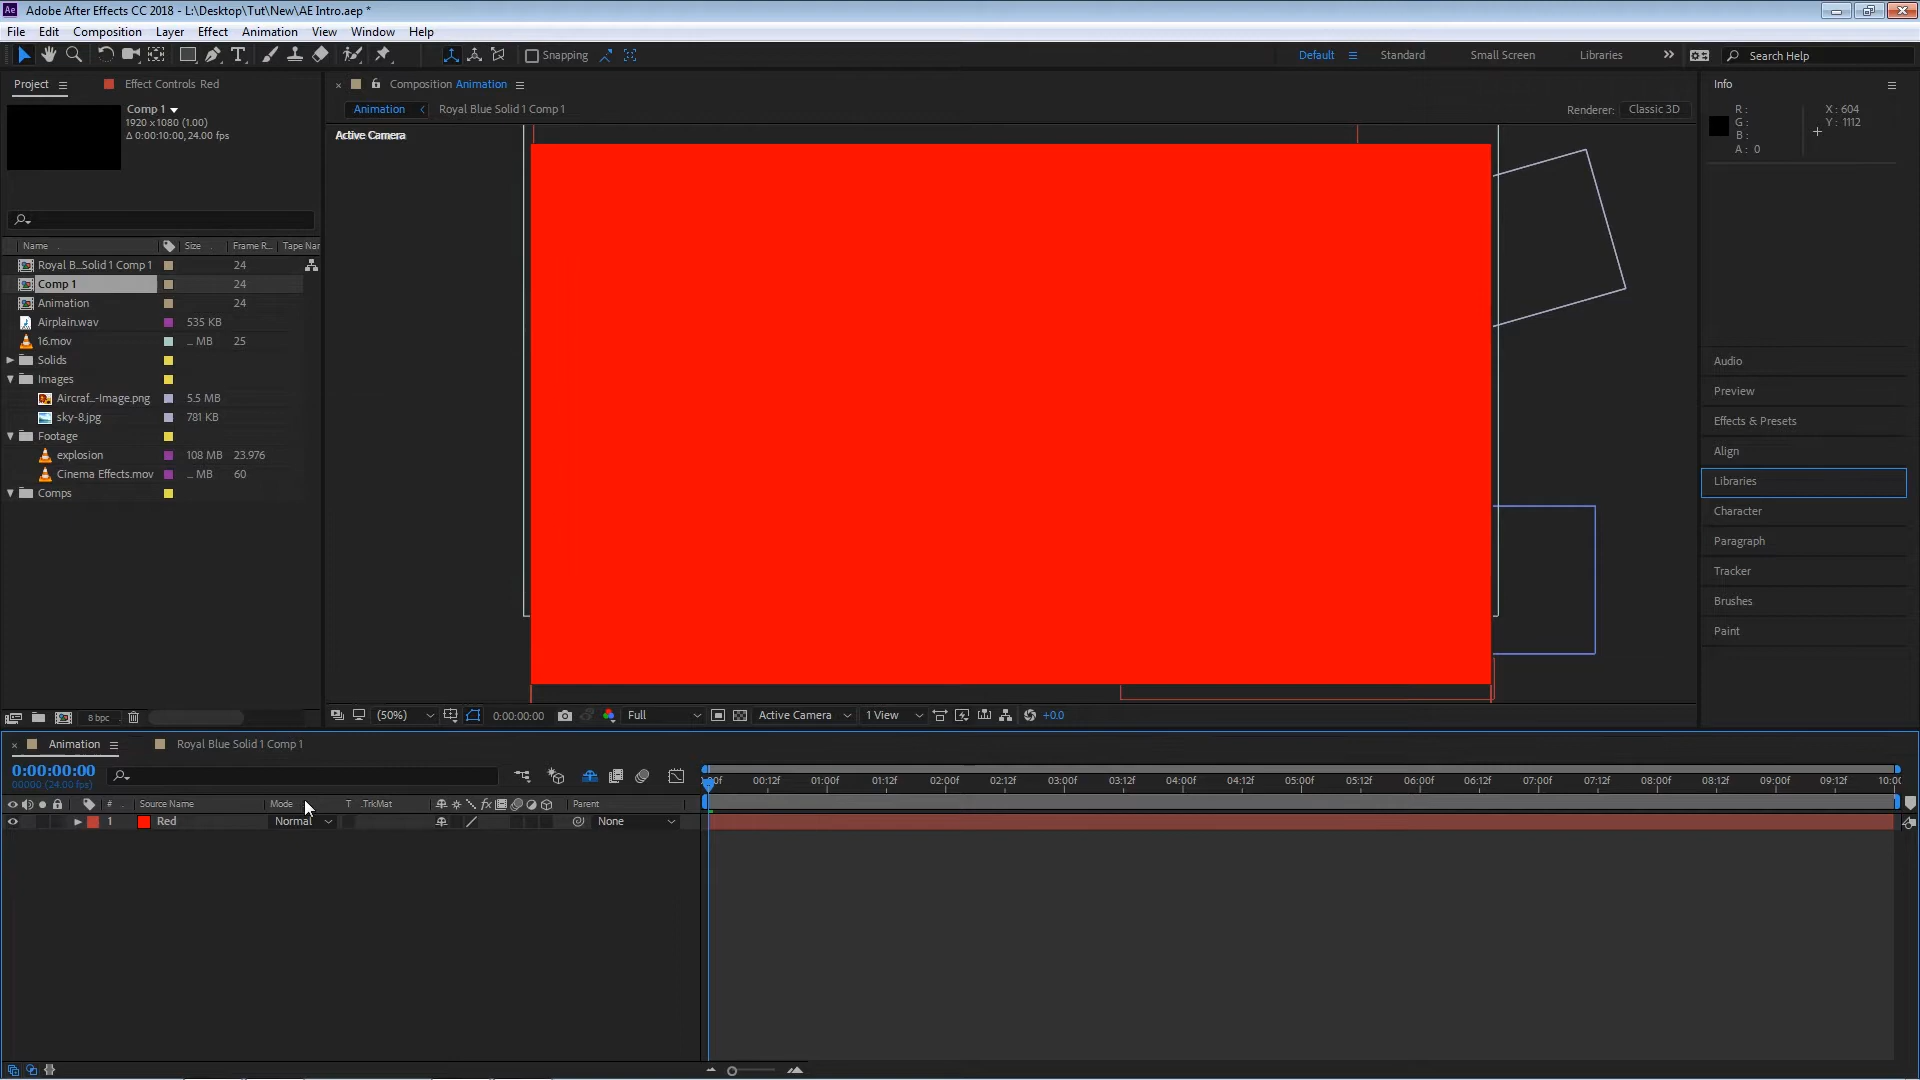 Adobe After Effects CC 2018 - L:\Desktop\Tut\New\AE Intro.aep *
File Edit Composition Layer Effect Animation View Window Help
Snapping
Default Standard Small Screen Libraries Search Help
Project Effect Controls Red
Comp 1
1920 x 1080 (1.00)
Δ 0:00:10:00, 24.00 fps
Name Size Frame R... Tape Nar
Royal B...Solid 1 Comp 1 24
Comp 1 24
Animation 24
Airplain.wav 535 KB
16.mov ... MB 25
Solids
Images
Aircraf...-Image.png 5.5 MB
sky-8.jpg 781 KB
Footage
explosion 108 MB 23.976
Cinema Effects.mov ... MB 60
Comps
8 bpc
Composition Animation
Animation Royal Blue Solid 1 Comp 1
Renderer: Classic 3D
Active Camera
(50%) 0:00:00:00 Full Active Camera 1 View +0.0
Info
R :
G :
B :
A : 0
X : 604
Y : 1112
Audio
Preview
Effects & Presets
Align
Libraries
Character
Paragraph
Tracker
Brushes
Paint
Animation Royal Blue Solid 1 Comp 1
0:00:00:00
00000 (24.00 fps)
:00f 00:12f 01:00f 01:12f 02:00f 02:12f 03:00f 03:12f 04:00f 04:12f 05:00f 05:12f 06:00f 06:12f 07:00f 07:12f 08:00f 08:12f 09:00f 09:12f 10:00
# Source Name Mode T .TrkMat fx Parent
1 Red Normal None